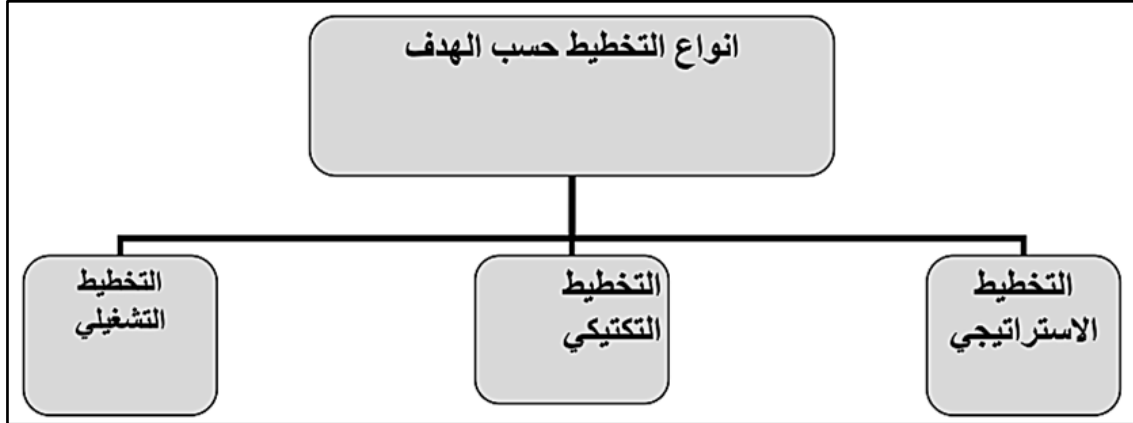 انواع التخطيط حسب الهدف
التخطيط
الاستراتيجي
التخطيط
التكتيكي
التخطيط
التشغيلي